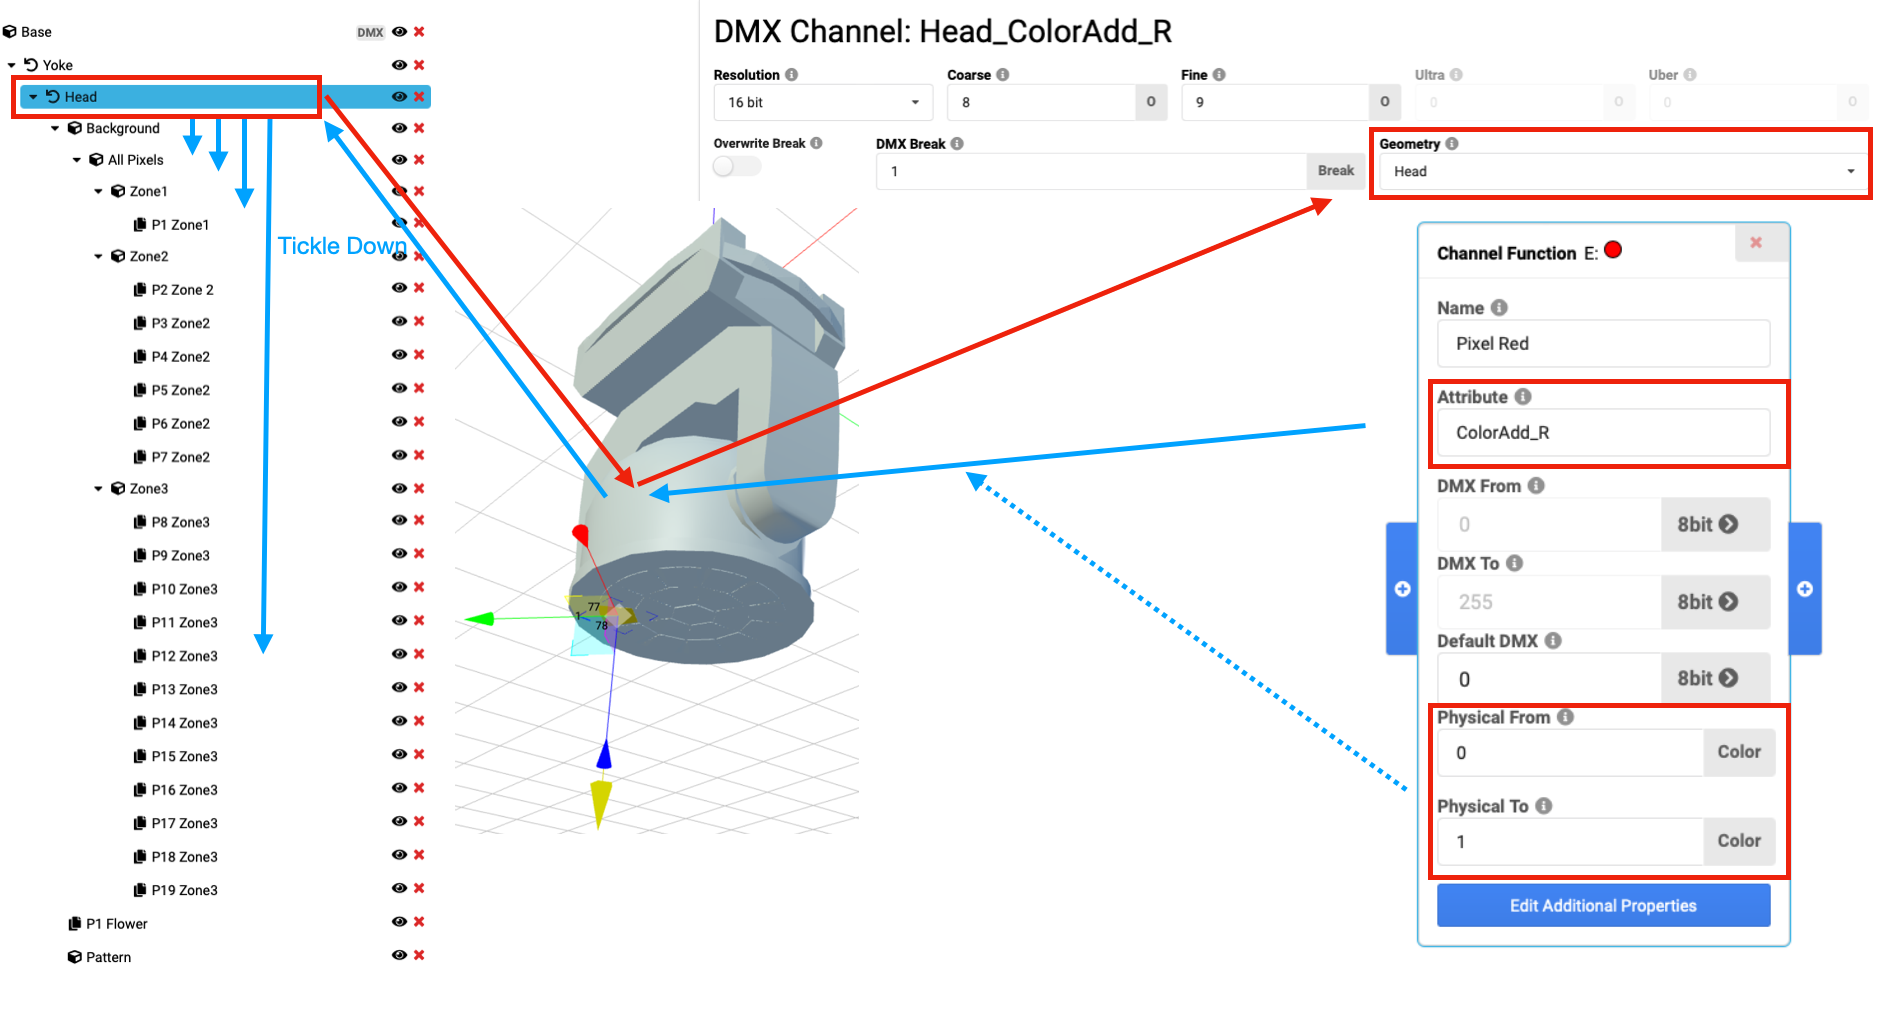 Base DMX
Yoke
Head
Background
All Pixels
Zone1
P1 Zone1
Tickle Down
Zone2
P2 Zone 2
P3 Zone2
P4 Zone2
P5 Zone2
P6 Zone2
P7 Zone2
Zone3
P8 Zone3
P9 Zone3
P10 Zone3
P11 Zone3
P12 Zone3
P13 Zone3
P14 Zone3
P15 Zone3
P16 Zone3
P17 Zone3
P18 Zone3
P19 Zone3
P1 Flower
Pattern
DMX Channel: Head_ColorAdd_R
Resolution Coarse Fine Ultra Uber
16 bit 8 O 9 O 0 O 0 O
Overwrite Break DMX Break Geometry
1 Break Head
77
1
78
Channel Function E:
Name
Pixel Red
Attribute
ColorAdd_R
DMX From
0 8bit
DMX To
255 8bit
Default DMX
0 8bit
Physical From
0 Color
Physical To
1 Color
Edit Additional Properties